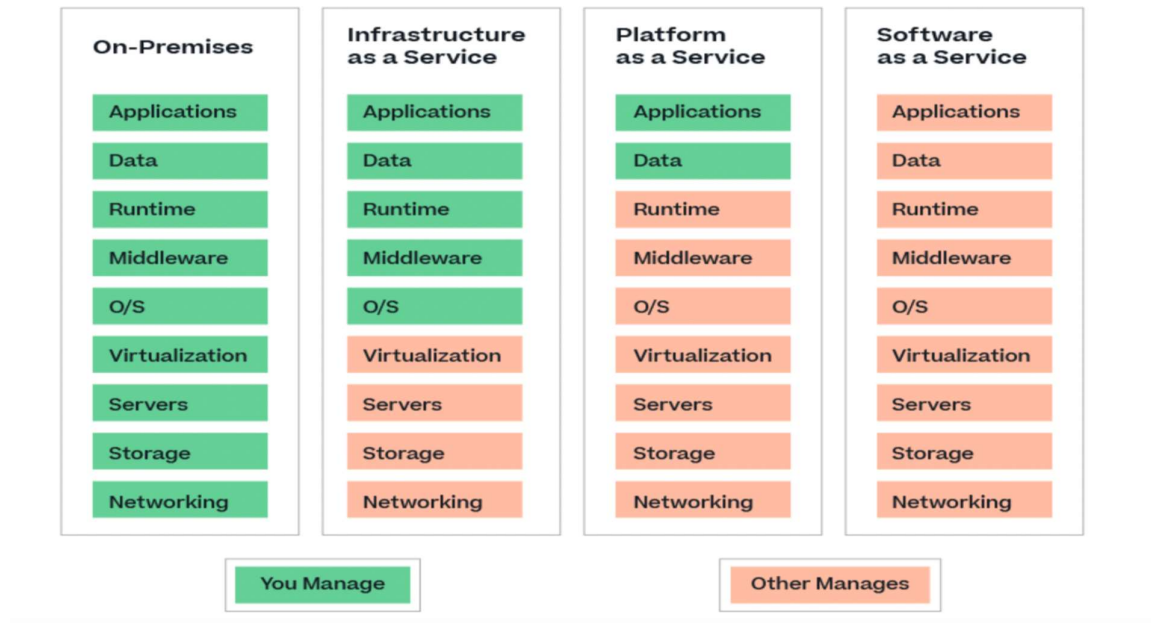 On-Premises
Applications
Data
Runtime
Middleware
O/S
Virtualization
Servers
Storage
Networking
Infrastructure
as a Service
Applications
Data
Runtime
Middleware
O/S
Virtualization
Servers
Storage
Networking
Platform
as a Service
Applications
Data
Runtime
Middleware
O/S
Virtualization
Servers
Storage
Networking
Software
as a Service
Applications
Data
Runtime
Middleware
O/S
Virtualization
Servers
Storage
Networking
You Manage
Other Manages